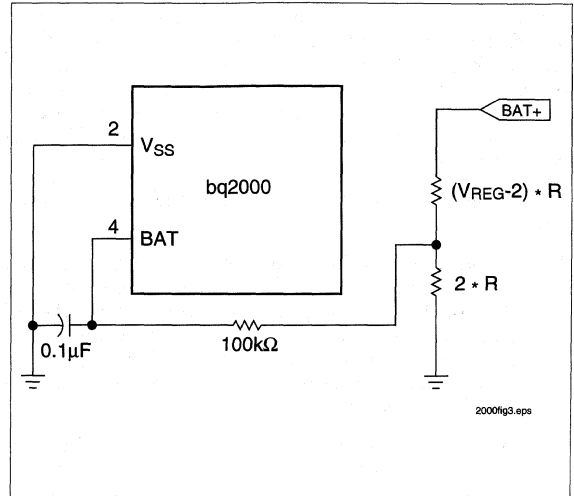 BAT+
2
VSS
bq2000
(VREG-2) * R
4
BAT
2 * R
0.1µF
100kΩ
2000fig3.eps